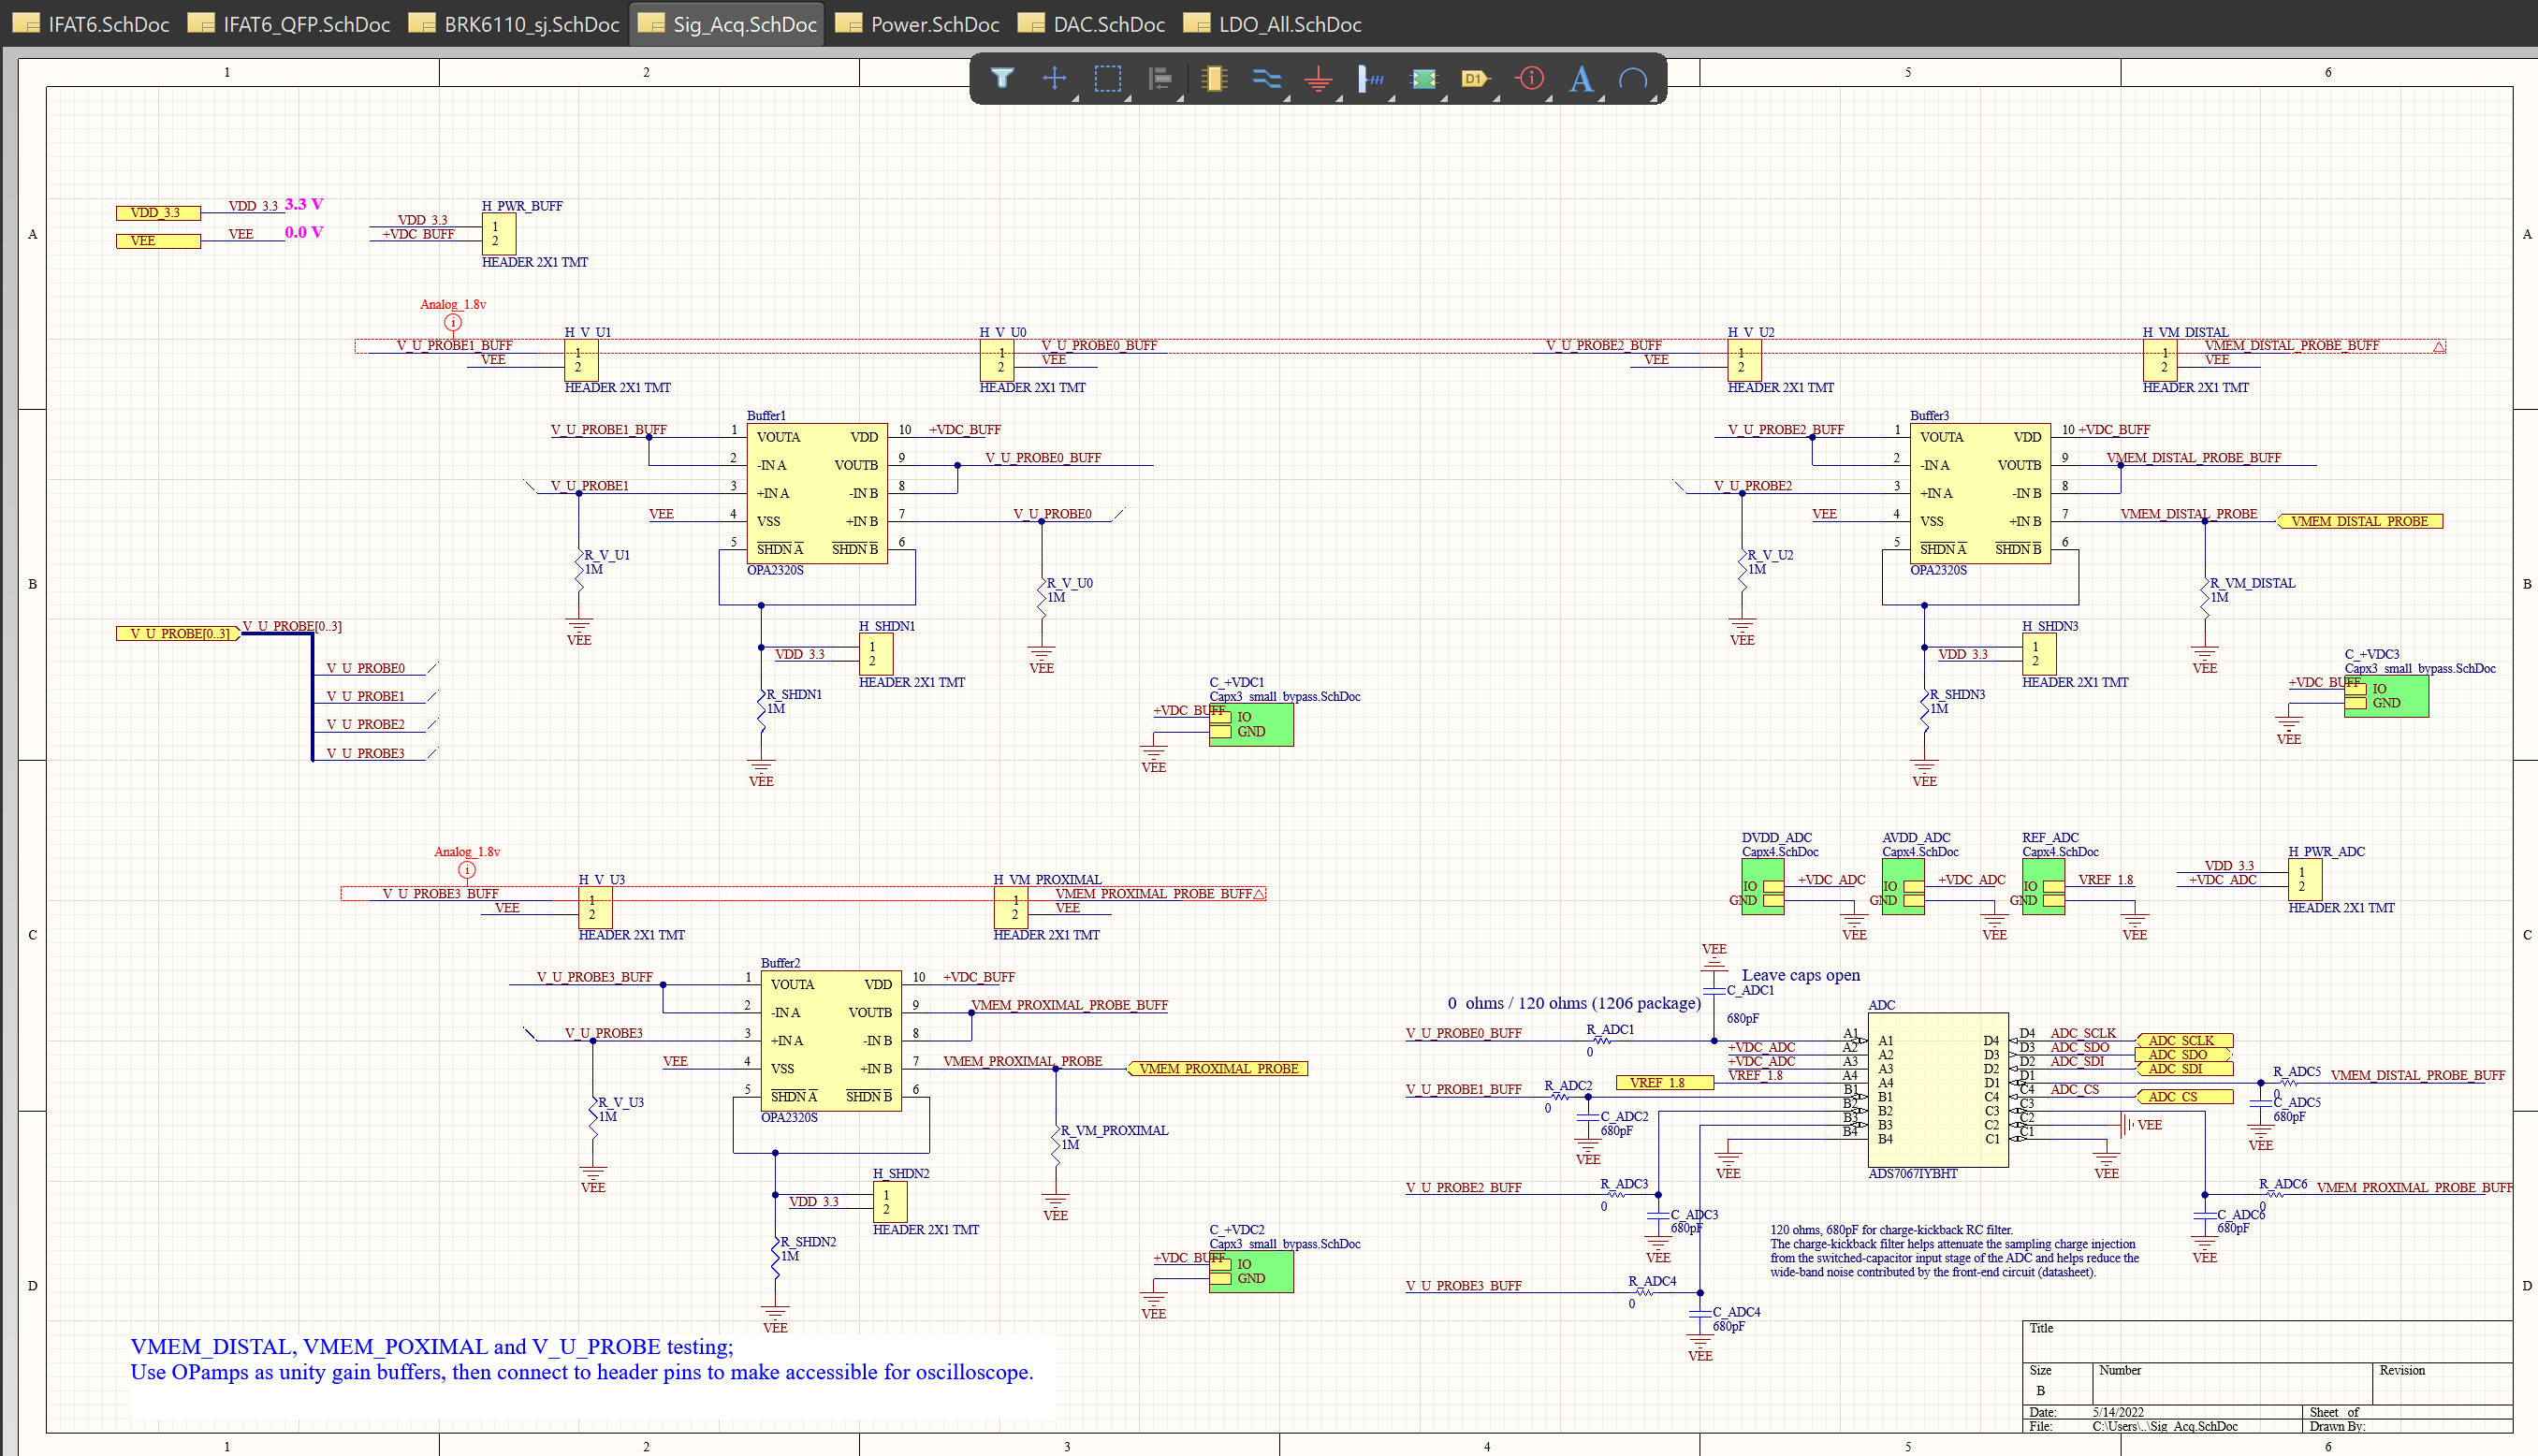 IFAT6.SchDoc
IFAT6_QFP.SchDoc
BRK6110_sj.SchDoc
Sig_Acq.SchDoc
Power.SchDoc
DAC.SchDoc
LDO_All.SchDoc
1
2
5
6
D1
A
VDD_3.3
VDD_3.3
3.3 V
VEE
VEE
0.0 V
H_PWR_BUFF
VDD_3.3
+VDC_BUFF
1
2
HEADER 2X1 TMT
A
Analog_1.8v
H_V_U1
V_U_PROBE1_BUFF
VEE
1
2
HEADER 2X1 TMT
H_V_U0
1
2
V_U_PROBE0_BUFF
VEE
HEADER 2X1 TMT
H_V_U2
V_U_PROBE2_BUFF
VEE
1
2
HEADER 2X1 TMT
H_VM_DISTAL
1
2
VMEM_DISTAL_PROBE_BUFF
VEE
HEADER 2X1 TMT
Buffer1
V_U_PROBE1_BUFF
1
VOUTA
VDD
10
+VDC_BUFF
2
-IN A
VOUTB
9
V_U_PROBE0_BUFF
V_U_PROBE1
3
+IN A
-IN B
8
VEE
4
VSS
+IN B
7
V_U_PROBE0
5
SHDN A
SHDN B
6
OPA2320S
R_V_U1
1M
VEE
R_V_U0
1M
VEE
H_SHDN1
VDD_3.3
1
2
HEADER 2X1 TMT
R_SHDN1
1M
VEE
C_+VDC1
Capx3_small_bypass.SchDoc
+VDC_BUFF
IO
GND
VEE
Buffer3
V_U_PROBE2_BUFF
1
VOUTA
VDD
10
+VDC_BUFF
2
-IN A
VOUTB
9
VMEM_DISTAL_PROBE_BUFF
V_U_PROBE2
3
+IN A
-IN B
8
VEE
4
VSS
+IN B
7
VMEM_DISTAL_PROBE
VMEM_DISTAL_PROBE
5
SHDN A
SHDN B
6
OPA2320S
R_V_U2
1M
VEE
R_VM_DISTAL
1M
VEE
H_SHDN3
VDD_3.3
1
2
HEADER 2X1 TMT
R_SHDN3
1M
VEE
C_+VDC3
Capx3_small_bypass.SchDoc
+VDC_BUFF
IO
GND
VEE
B
B
V_U_PROBE[0..3]
V_U_PROBE[0..3]
V_U_PROBE0
V_U_PROBE1
V_U_PROBE2
V_U_PROBE3
Analog_1.8v
H_V_U3
V_U_PROBE3_BUFF
VEE
1
2
HEADER 2X1 TMT
H_VM_PROXIMAL
1
2
VMEM_PROXIMAL_PROBE_BUFF
VEE
HEADER 2X1 TMT
C
C
Buffer2
V_U_PROBE3_BUFF
1
VOUTA
VDD
10
+VDC_BUFF
2
-IN A
VOUTB
9
VMEM_PROXIMAL_PROBE_BUFF
V_U_PROBE3
3
+IN A
-IN B
8
VEE
4
VSS
+IN B
7
VMEM_PROXIMAL_PROBE
VMEM_PROXIMAL_PROBE
5
SHDN A
SHDN B
6
OPA2320S
R_V_U3
1M
VEE
R_VM_PROXIMAL
1M
VEE
H_SHDN2
VDD_3.3
1
2
HEADER 2X1 TMT
R_SHDN2
1M
VEE
C_+VDC2
Capx3_small_bypass.SchDoc
+VDC_BUFF
IO
GND
VEE
DVDD_ADC
Capx4.SchDoc
IO
GND
+VDC_ADC
VEE
AVDD_ADC
Capx4.SchDoc
IO
GND
+VDC_ADC
VEE
REF_ADC
Capx4.SchDoc
IO
GND
VREF_1.8
VEE
H_PWR_ADC
VDD_3.3
+VDC_ADC
1
2
HEADER 2X1 TMT
VEE
Leave caps open
C_ADC1
680pF
0 ohms / 120 ohms (1206 package)
V_U_PROBE0_BUFF
R_ADC1
0
+VDC_ADC
+VDC_ADC
VREF_1.8
VREF_1.8
V_U_PROBE1_BUFF
R_ADC2
0
C_ADC2
680pF
VEE
V_U_PROBE2_BUFF
R_ADC3
0
C_ADC3
680pF
VEE
V_U_PROBE3_BUFF
R_ADC4
0
C_ADC4
680pF
VEE
VEE
ADC
A1
A1
D4
D4
ADC_SCLK
ADC_SCLK
A2
A2
D3
D3
ADC_SDO
ADC_SDO
A3
A3
D2
D2
ADC_SDI
ADC_SDI
A4
A4
D1
D1
B1
B1
C4
C4
ADC_CS
ADC_CS
B2
B2
C3
C3
B3
B3
C2
C2
VEE
B4
B4
C1
C1
ADS7067IYBHT
VEE
R_ADC5
0
VMEM_DISTAL_PROBE_BUFF
C_ADC5
680pF
VEE
R_ADC6
0
VMEM_PROXIMAL_PROBE_BUFF
C_ADC6
680pF
VEE
120 ohms, 680pF for charge-kickback RC filter.
The charge-kickback filter helps attenuate the sampling charge injection
from the switched-capacitor input stage of the ADC and helps reduce the
wide-band noise contributed by the front-end circuit (datasheet).
D
D
VMEM_DISTAL, VMEM_POXIMAL and V_U_PROBE testing;
Use OPamps as unity gain buffers, then connect to header pins to make accessible for oscilloscope.
Title
Size
B
Number
Revision
Date:
5/14/2022
Sheet of
File:
C:\Users\..\Sig_Acq.SchDoc
Drawn By:
1
2
3
4
5
6